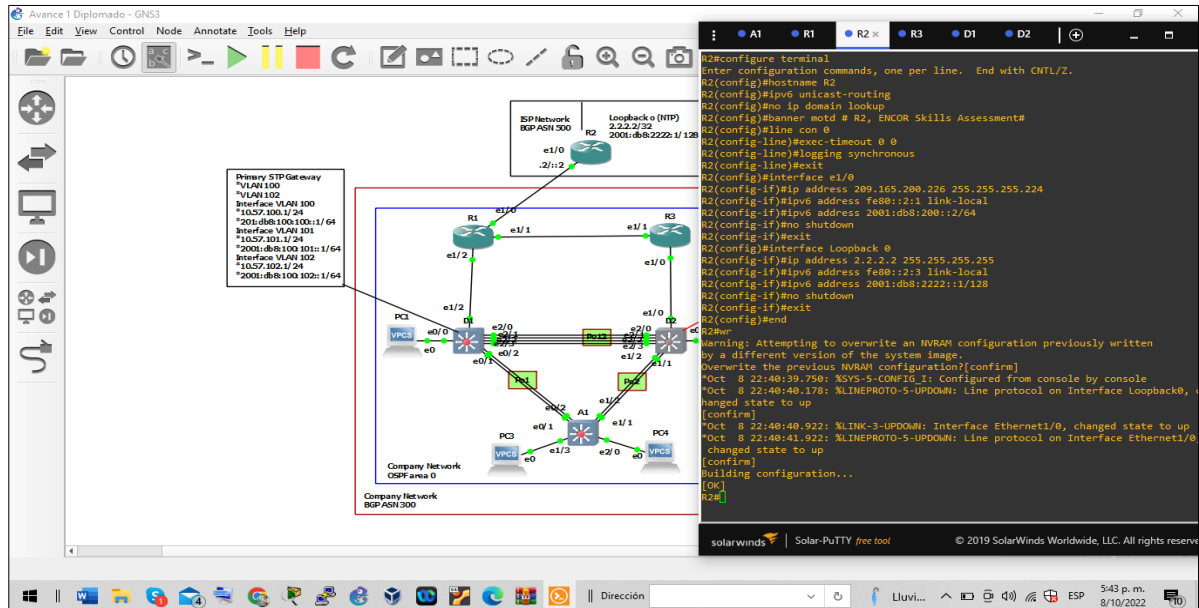 Avance 1 Diplomado - GNS3
File Edit View Control Node Annotate Tools Help
ISP Network
BGP ASN 500
R2
Loopback o (NTP)
2.2.2.2/32
2001:db8:2222::1/128
e1/0
.2/::2
Primary STP Gateway
*VLAN 100
*VLAN 102
Interface VLAN 100
*10.57.100.1/24
*201:db8:100:100::1/64
Interface VLAN 101
*10.57.101.1/24
*2001:db8:100:101::1/64
Interface VLAN 102
*10.57.102.1/24
*2001:db8:100:102::1/64
R1
e1/0
e1/1
e1/1
R3
e1/2
e1/0
PC1
VPCS
e0
e0/0
e1/2
D1
e2/0
e2/1
e2/3
Po12
e2/0
e2/1
e2/3
e1/0
D2
e0/1
e0/2
e1/2
e1/1
Po1
Po2
e0/2
A1
e0/1
e1/1
PC3
VPCS
e0
e1/3
e2/0
e0
PC4
VPCS
Company Network
OSPF area 0
Company Network
BGP ASN 300
A1 R1 R2 R3 D1 D2
R2#configure terminal
Enter configuration commands, one per line. End with CNTL/Z.
R2(config)#hostname R2
R2(config)#ipv6 unicast-routing
R2(config)#no ip domain lookup
R2(config)#banner motd # R2, ENCOR Skills Assessment#
R2(config)#line con 0
R2(config-line)#exec-timeout 0 0
R2(config-line)#logging synchronous
R2(config-line)#exit
R2(config)#interface e1/0
R2(config-if)#ip address 209.165.200.226 255.255.255.224
R2(config-if)#ipv6 address fe80::2:1 link-local
R2(config-if)#ipv6 address 2001:db8:200::2/64
R2(config-if)#no shutdown
R2(config-if)#exit
R2(config)#interface Loopback 0
R2(config-if)#ip address 2.2.2.2 255.255.255.255
R2(config-if)#ipv6 address fe80::2:3 link-local
R2(config-if)#ipv6 address 2001:db8:2222::1/128
R2(config-if)#no shutdown
R2(config-if)#exit
R2(config)#end
R2#wr
Warning: Attempting to overwrite an NVRAM configuration previously written
by a different version of the system image.
Overwrite the previous NVRAM configuration?[confirm]
*Oct 8 22:40:39.750: %SYS-5-CONFIG_I: Configured from console by console
*Oct 8 22:40:40.178: %LINEPROTO-5-UPDOWN: Line protocol on Interface Loopback0, c
hanged state to up
[confirm]
*Oct 8 22:40:40.922: %LINK-3-UPDOWN: Interface Ethernet1/0, changed state to up
*Oct 8 22:40:41.922: %LINEPROTO-5-UPDOWN: Line protocol on Interface Ethernet1/0
changed state to up
[confirm]
Building configuration...
[OK]
R2#
solarwinds Solar-PuTTY free tool © 2019 SolarWinds Worldwide, LLC. All rights reserve
Dirección
Lluvi...
ESP
5:43 p. m.
8/10/2022